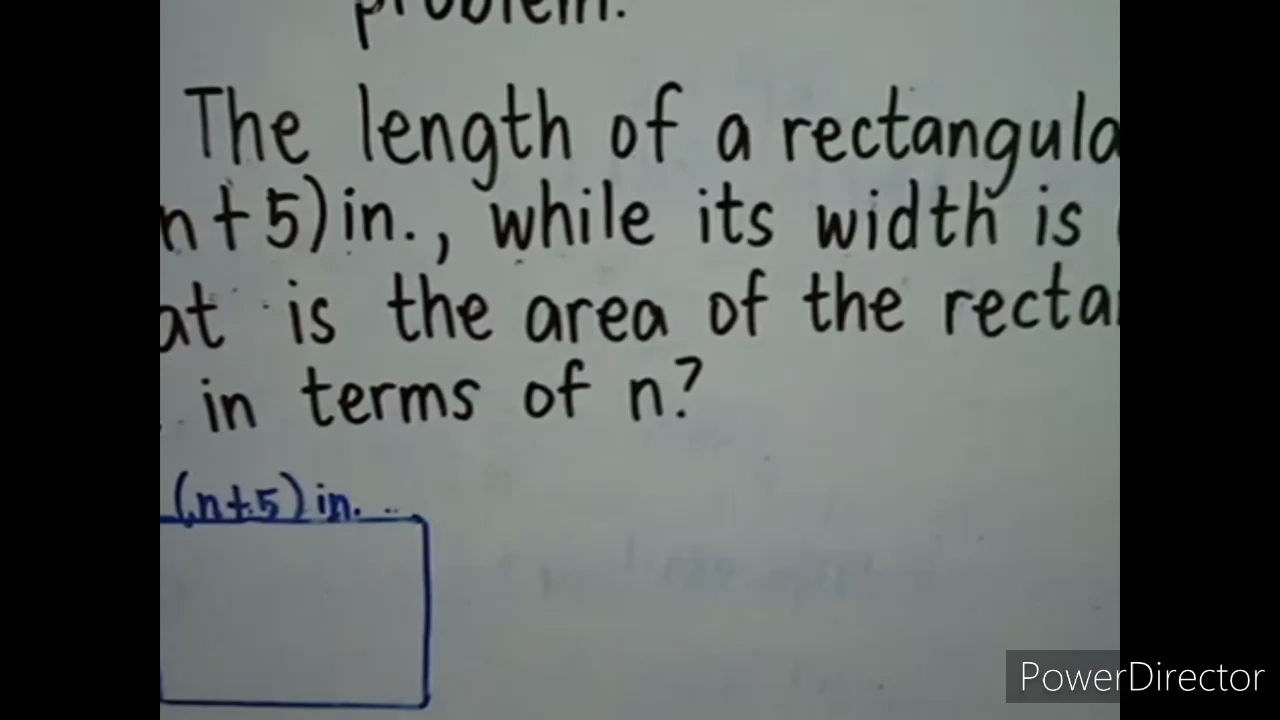 problem.
The length of a rectangula
n+5) in., while its width is (
at is the area of the recta
in terms of n?
(n+5) in.
PowerDirector